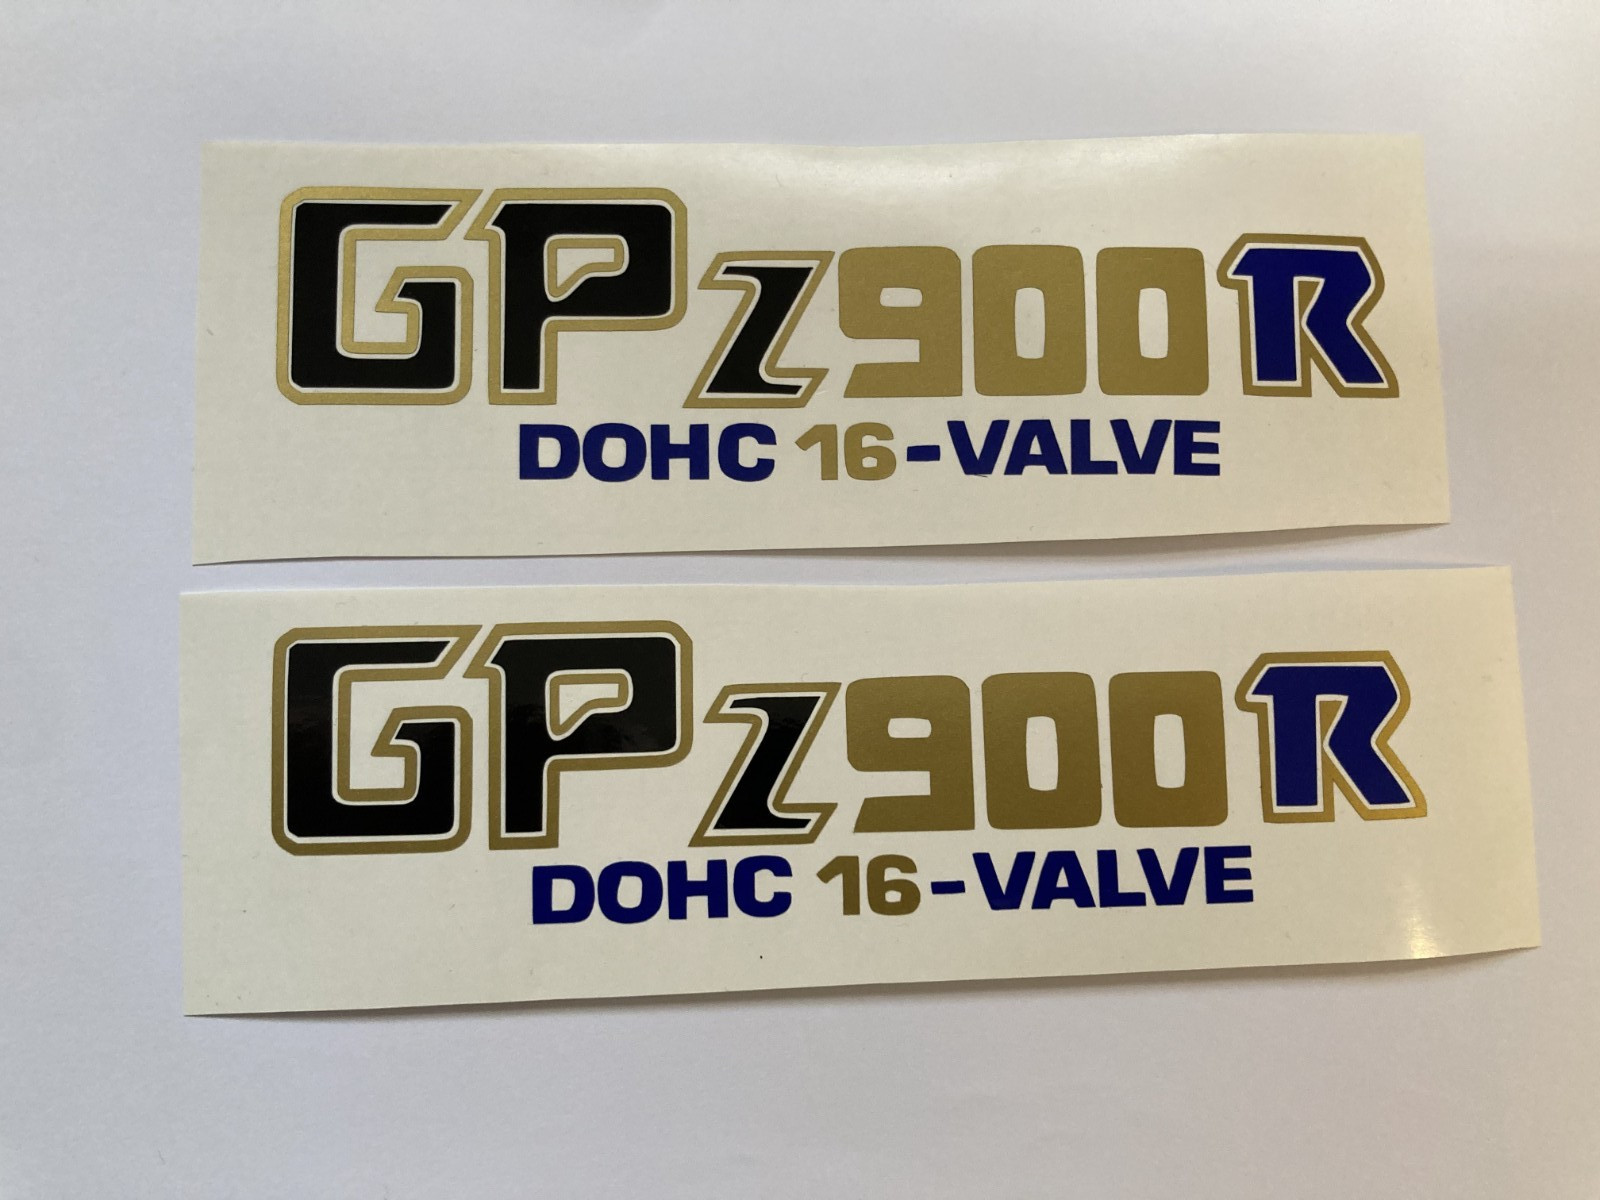 GPz900R
DOHC 16-VALVE
GPz900R
DOHC 16-VALVE